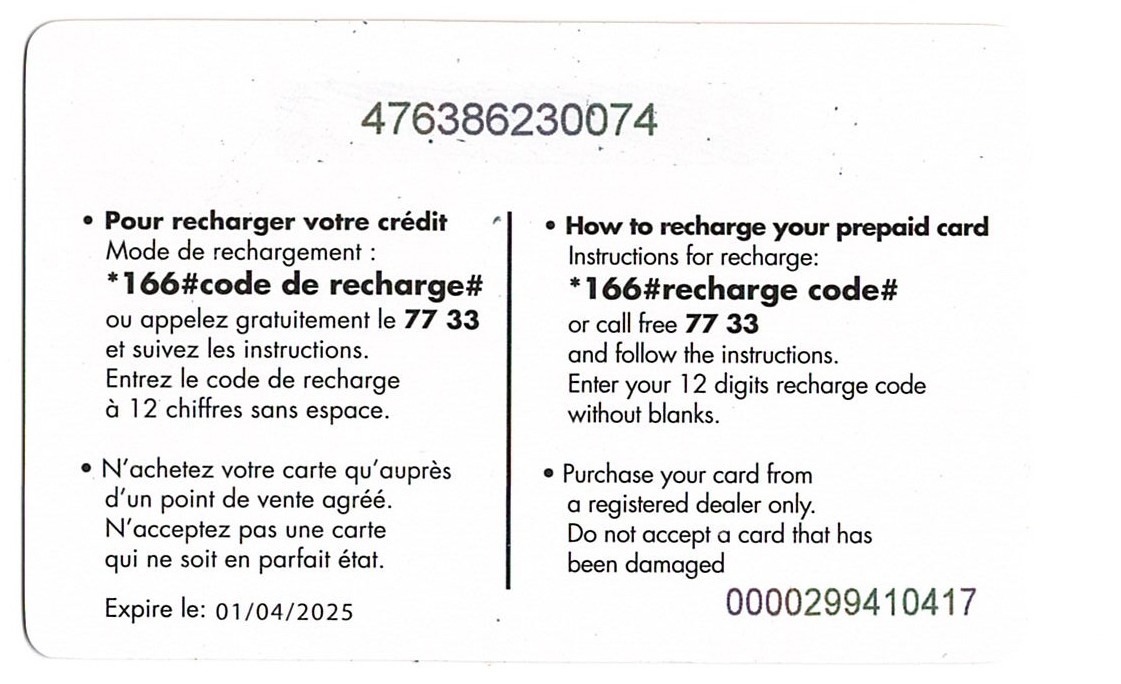 476386230074
• Pour recharger votre crédit
Mode de rechargement :
*166#code de recharge#
ou appelez gratuitement le 77 33
et suivez les instructions.
Entrez le code de recharge
à 12 chiffres sans espace.
• N'achetez votre carte qu'auprès
d'un point de vente agréé.
N'acceptez pas une carte
qui ne soit en parfait état.
Expire le: 01/04/2025
• How to recharge your prepaid card
Instructions for recharge:
*166#recharge code#
or call free 77 33
and follow the instructions.
Enter your 12 digits recharge code
without blanks.
• Purchase your card from
a registered dealer only.
Do not accept a card that has
been damaged
0000299410417